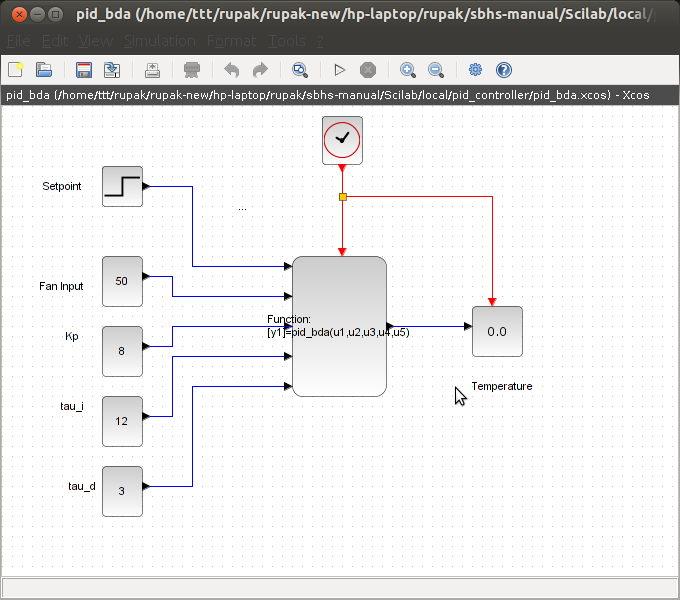 pid_bda (/home/ttt/rupak/rupak-new/hp-laptop/rupak/sbhs-manual/Scilab/local/
File Edit View Simulation Format Tools ?
pid_bda (/home/ttt/rupak/rupak-new/hp-laptop/rupak/sbhs-manual/Scilab/local/pid_controller/pid_bda.xcos) - Xcos
Setpoint
...
Fan Input
50
Kp
8
Function:
[y1]=pid_bda(u1,u2,u3,u4,u5)
0.0
Temperature
tau_i
12
tau_d
3